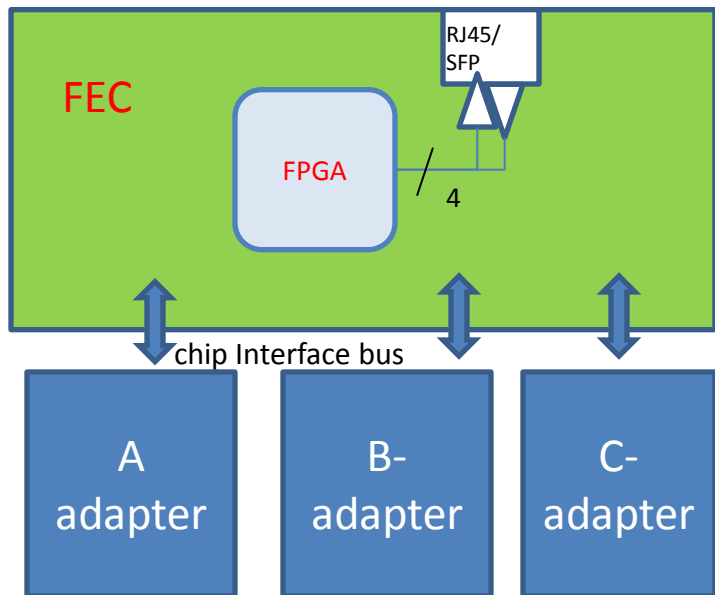 RJ45/
SFP
FEC
FPGA
4
chip Interface bus
A
adapter
B-
adapter
C-
adapter